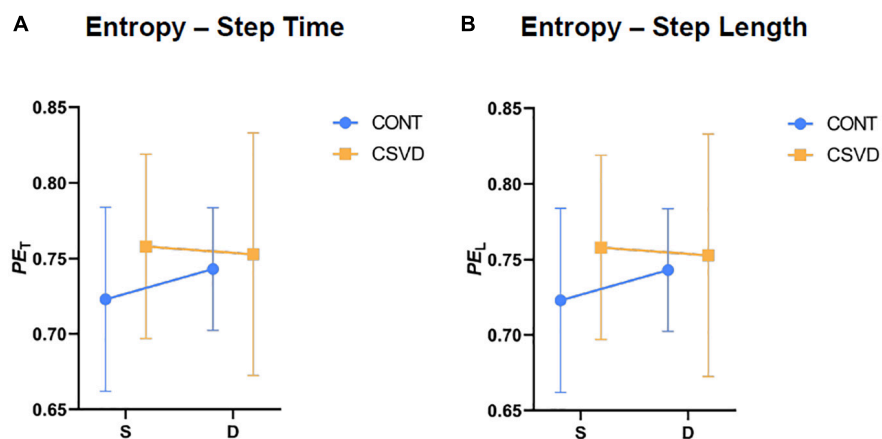 A Entropy – Step Time
0.85
0.80
0.75
0.70
0.65
PET
S D
CONT
CSVD
B Entropy – Step Length
0.85
0.80
0.75
0.70
0.65
PEL
S D
CONT
CSVD